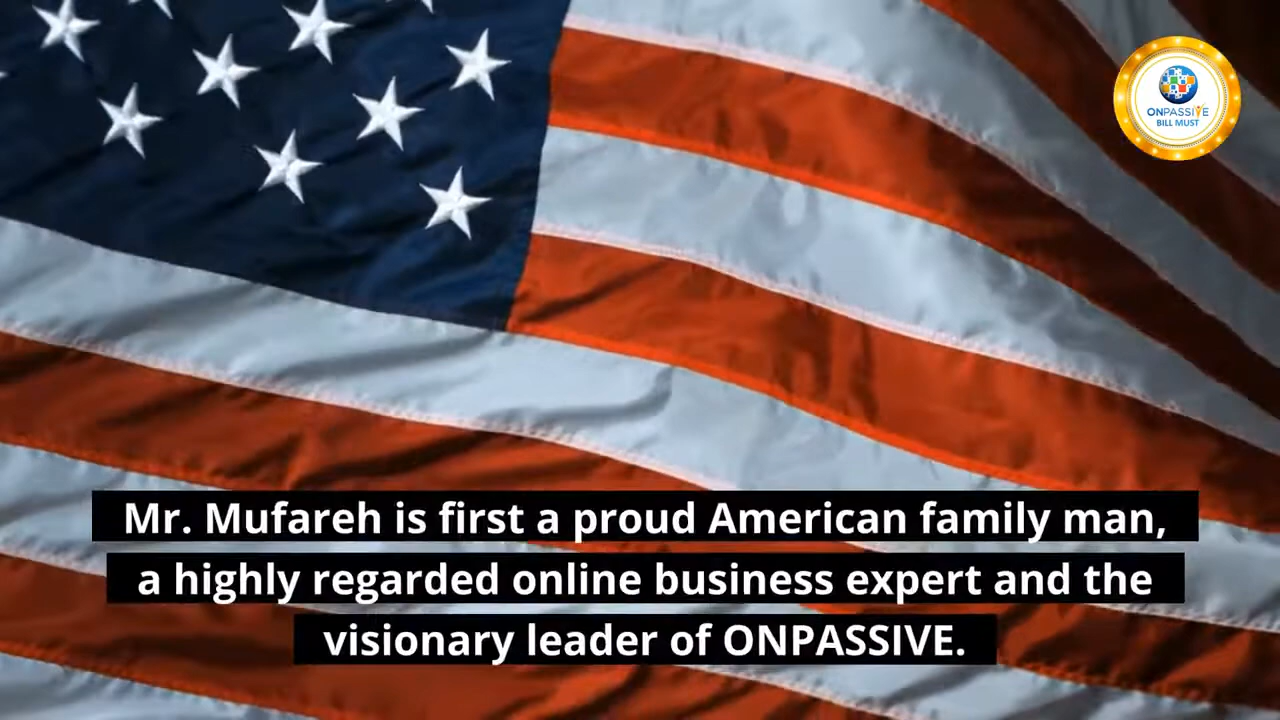 ONPASSIVE
BILL MUST
Mr. Mufareh is first a proud American family man,
a highly regarded online business expert and the
visionary leader of ONPASSIVE.